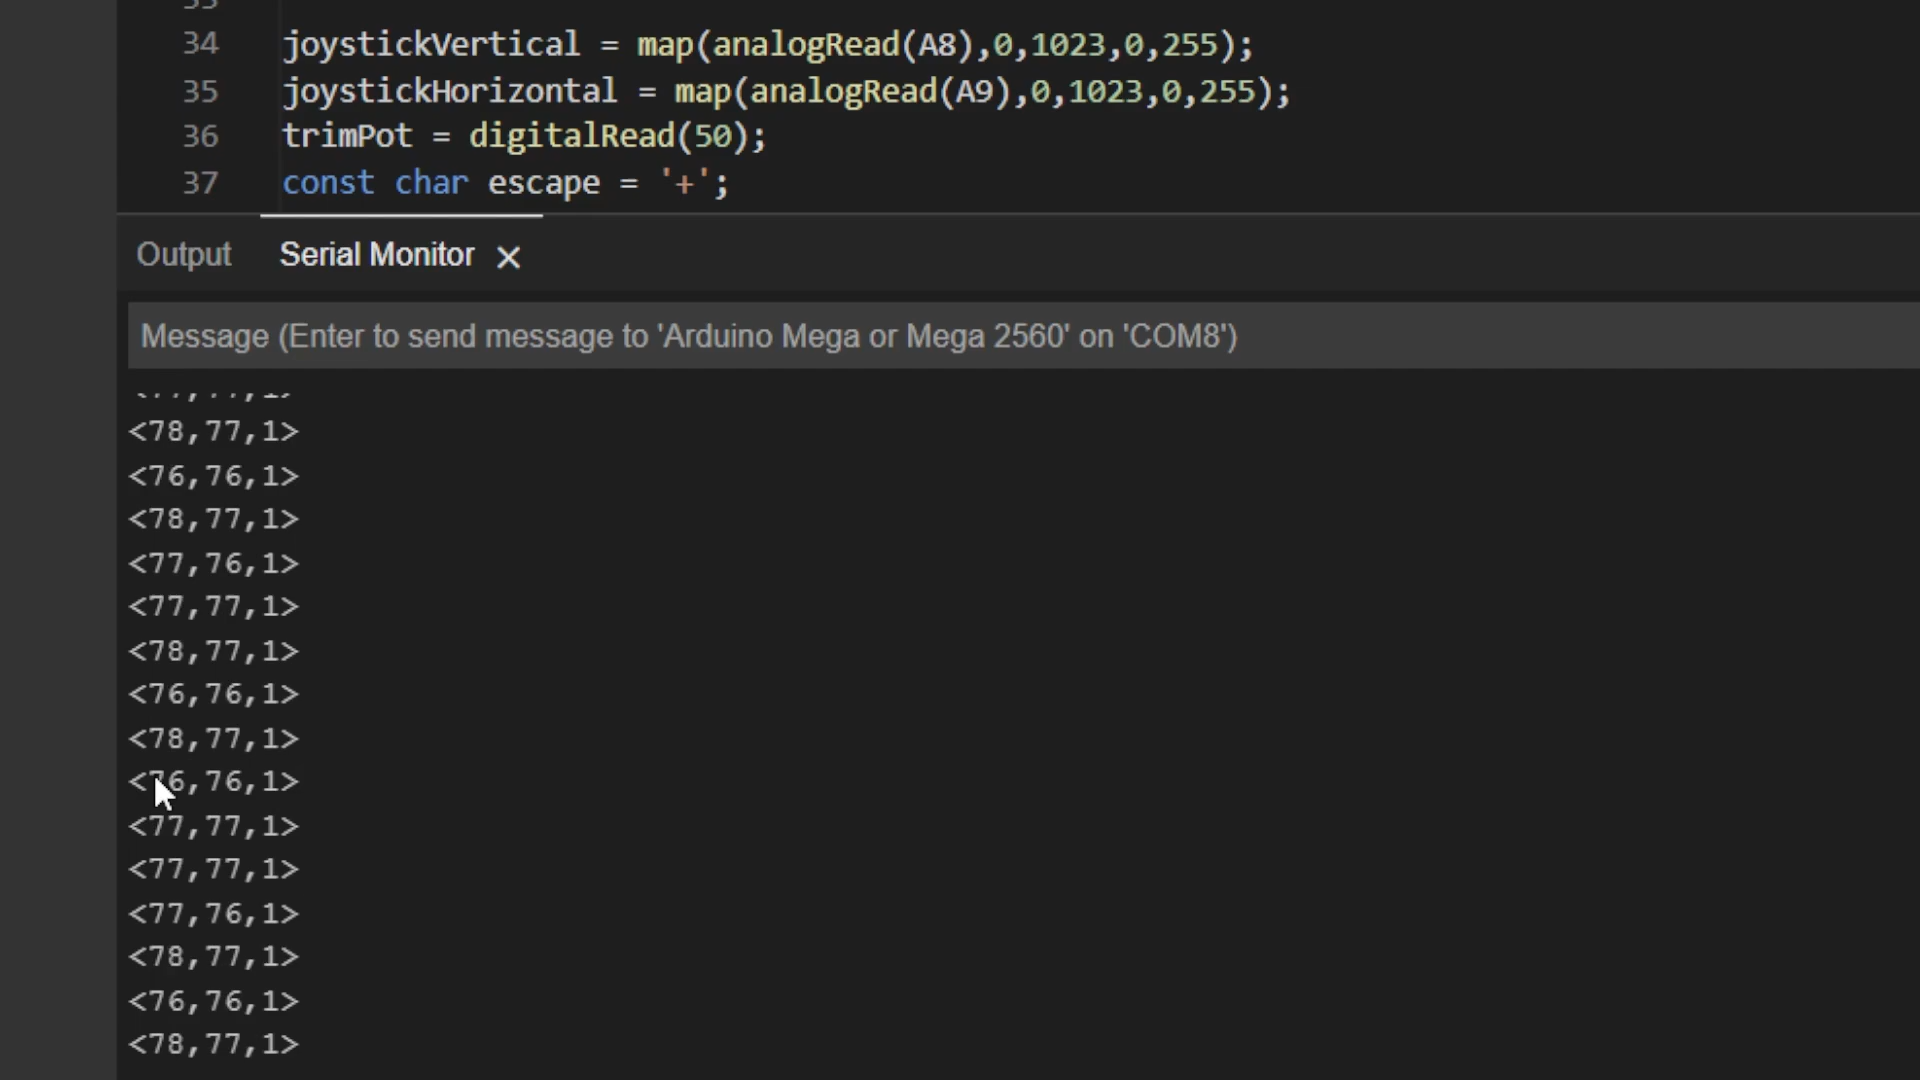 34 joystickVertical = map(analogRead(A8),0,1023,0,255);
35 joystickHorizontal = map(analogRead(A9),0,1023,0,255);
36 trimPot = digitalRead(50);
37 const char escape = '+';
Output Serial Monitor
Message (Enter to send message to 'Arduino Mega or Mega 2560' on 'COM8')
<78,77,1>
<76,76,1>
<78,77,1>
<77,76,1>
<77,77,1>
<78,77,1>
<76,76,1>
<78,77,1>
<76,76,1>
<77,77,1>
<77,77,1>
<77,76,1>
<78,77,1>
<76,76,1>
<78,77,1>